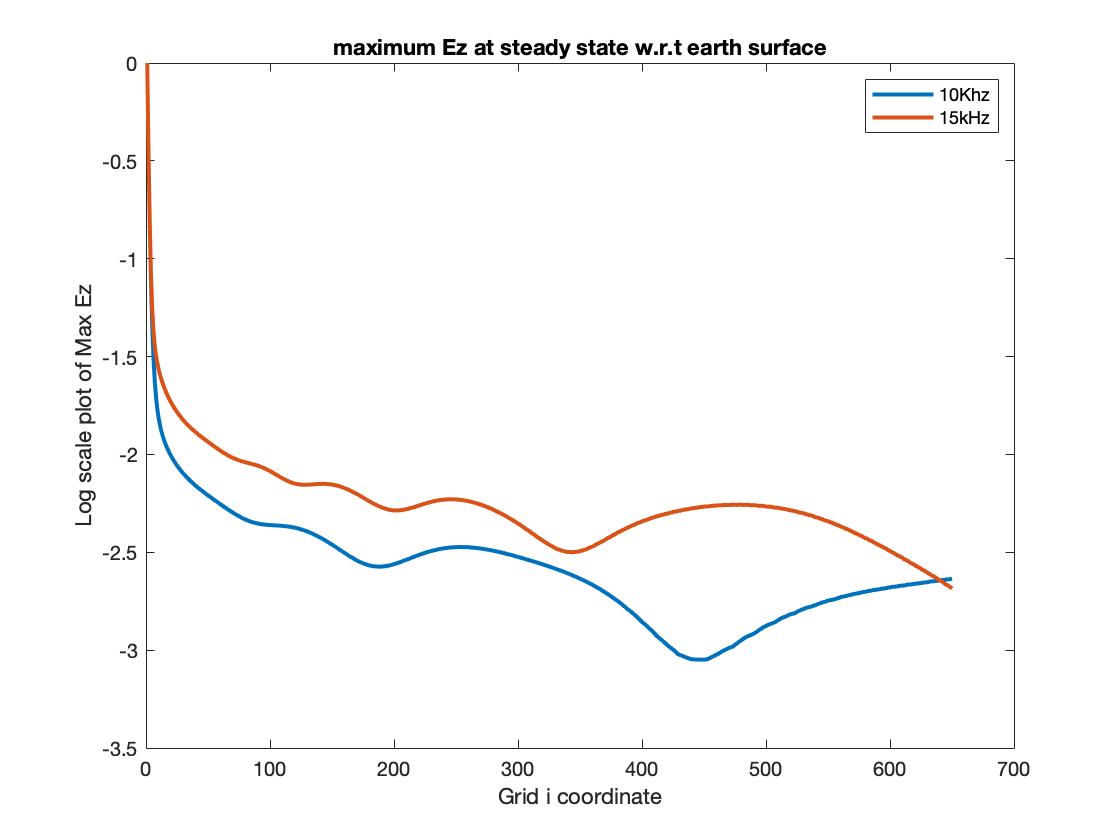 maximum Ez at steady state w.r.t earth surface
10Khz
15kHz
Log scale plot of Max Ez
0
-0.5
-1
-1.5
-2
-2.5
-3
-3.5
0 100 200 300 400 500 600 700
Grid i coordinate